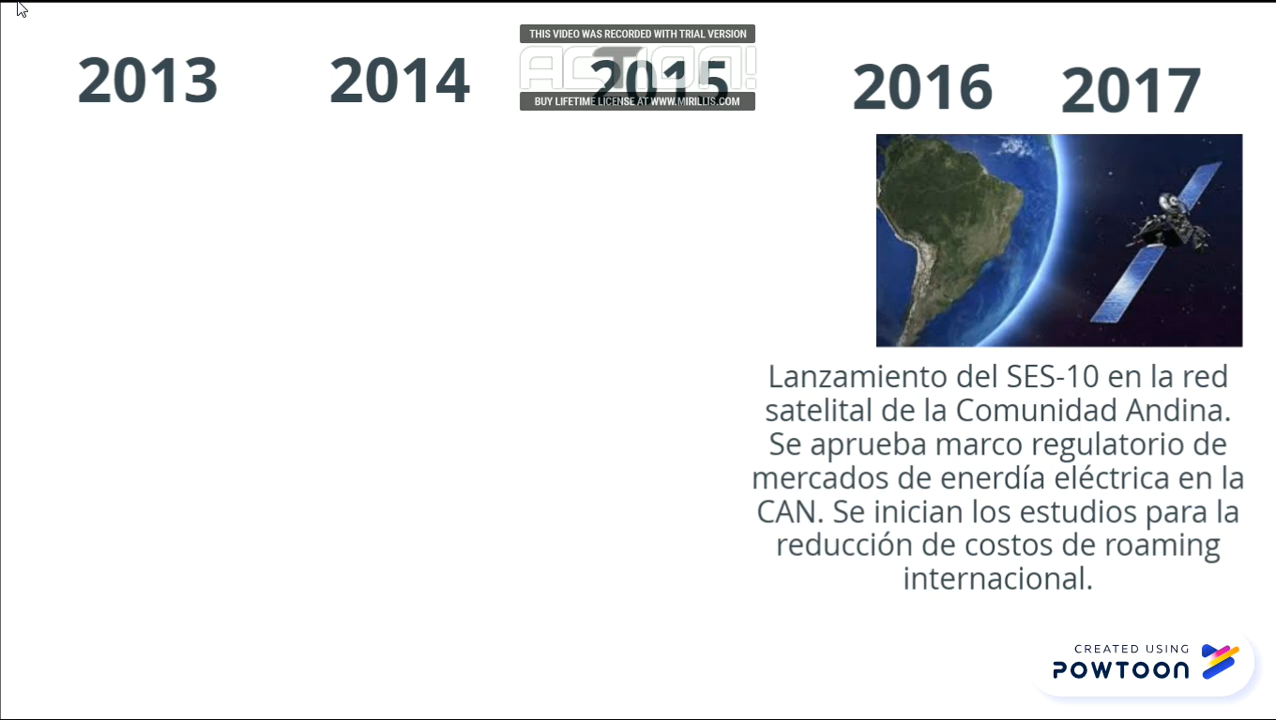 THIS VIDEO WAS RECORDED WITH TRIAL VERSION
ACTION!
BUY LIFETIME LICENSE AT WWW.MIRILLIS.COM
2013 2014 2015 2016 2017
Lanzamiento del SES-10 en la red
satelital de la Comunidad Andina.
Se aprueba marco regulatorio de
mercados de enerdía eléctrica en la
CAN. Se inician los estudios para la
reducción de costos de roaming
internacional.
CREATED USING
POWTOON